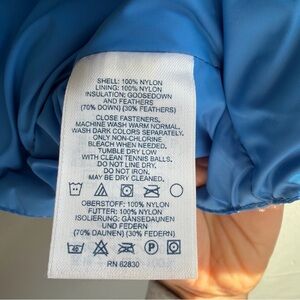 SHELL: 100% NYLON
LINING: 100% NYLON
INSULATION: GOOSEDOWN
AND FEATHERS
(70% DOWN) (30% FEATHERS)
CLOSE FASTENERS,
MACHINE WASH WARM NORMAL.
WASH DARK COLORS SEPARATELY.
ONLY NON-CHLORINE
BLEACH WHEN NEEDED.
TUMBLE DRY LOW
WITH CLEAN TENNIS BALLS.
DO NOT LINE DRY.
DO NOT IRON.
MAY BE DRY CLEANED.
OBERSTOFF: 100% NYLON
FUTTER: 100% NYLON
ISOLIERUNG: GÄNSEDAUNEN
UND FEDERN
(70% DAUNEN) (30% FEDERN)
40 P
RN 62830